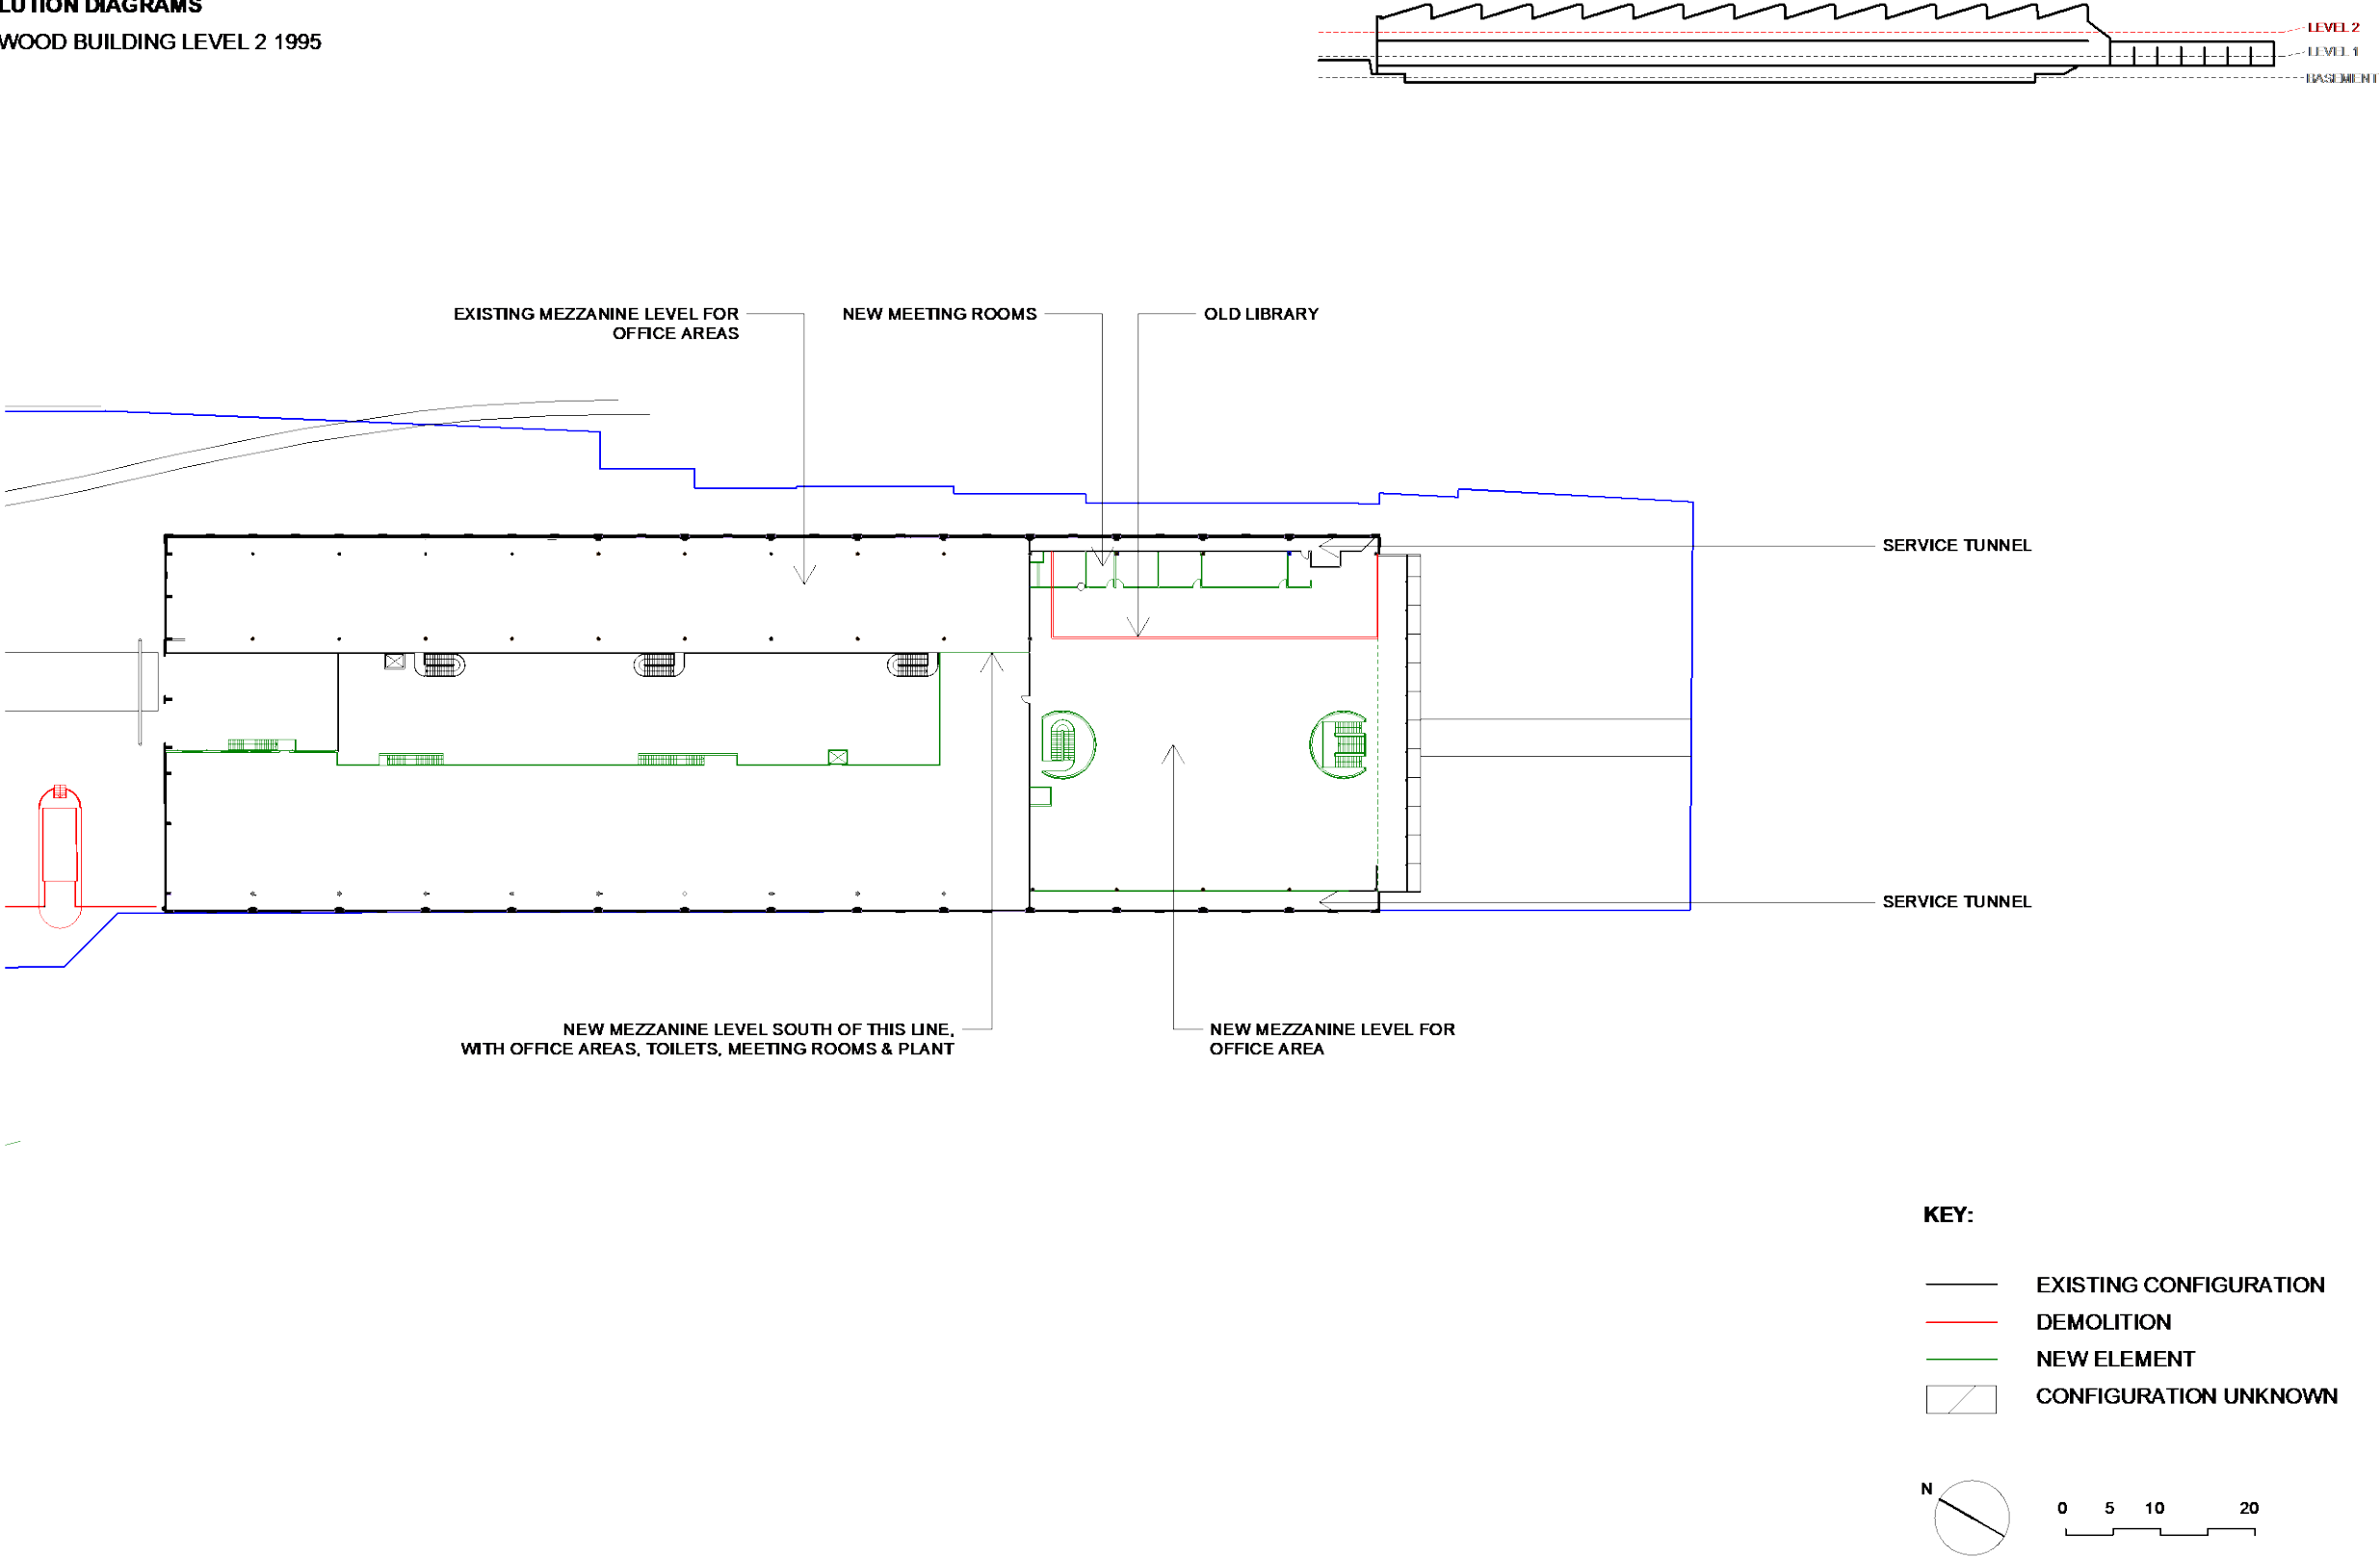 LUTION DIAGRAMS
WOOD BUILDING LEVEL 2 1995
LEVEL 2
LEVEL 1
BASEMENT
EXISTING MEZZANINE LEVEL FOR
OFFICE AREAS
NEW MEETING ROOMS
OLD LIBRARY
SERVICE TUNNEL
SERVICE TUNNEL
NEW MEZZANINE LEVEL SOUTH OF THIS LINE,
WITH OFFICE AREAS, TOILETS, MEETING ROOMS & PLANT
NEW MEZZANINE LEVEL FOR
OFFICE AREA
KEY:
EXISTING CONFIGURATION
DEMOLITION
NEW ELEMENT
CONFIGURATION UNKNOWN
N
0 5 10 20